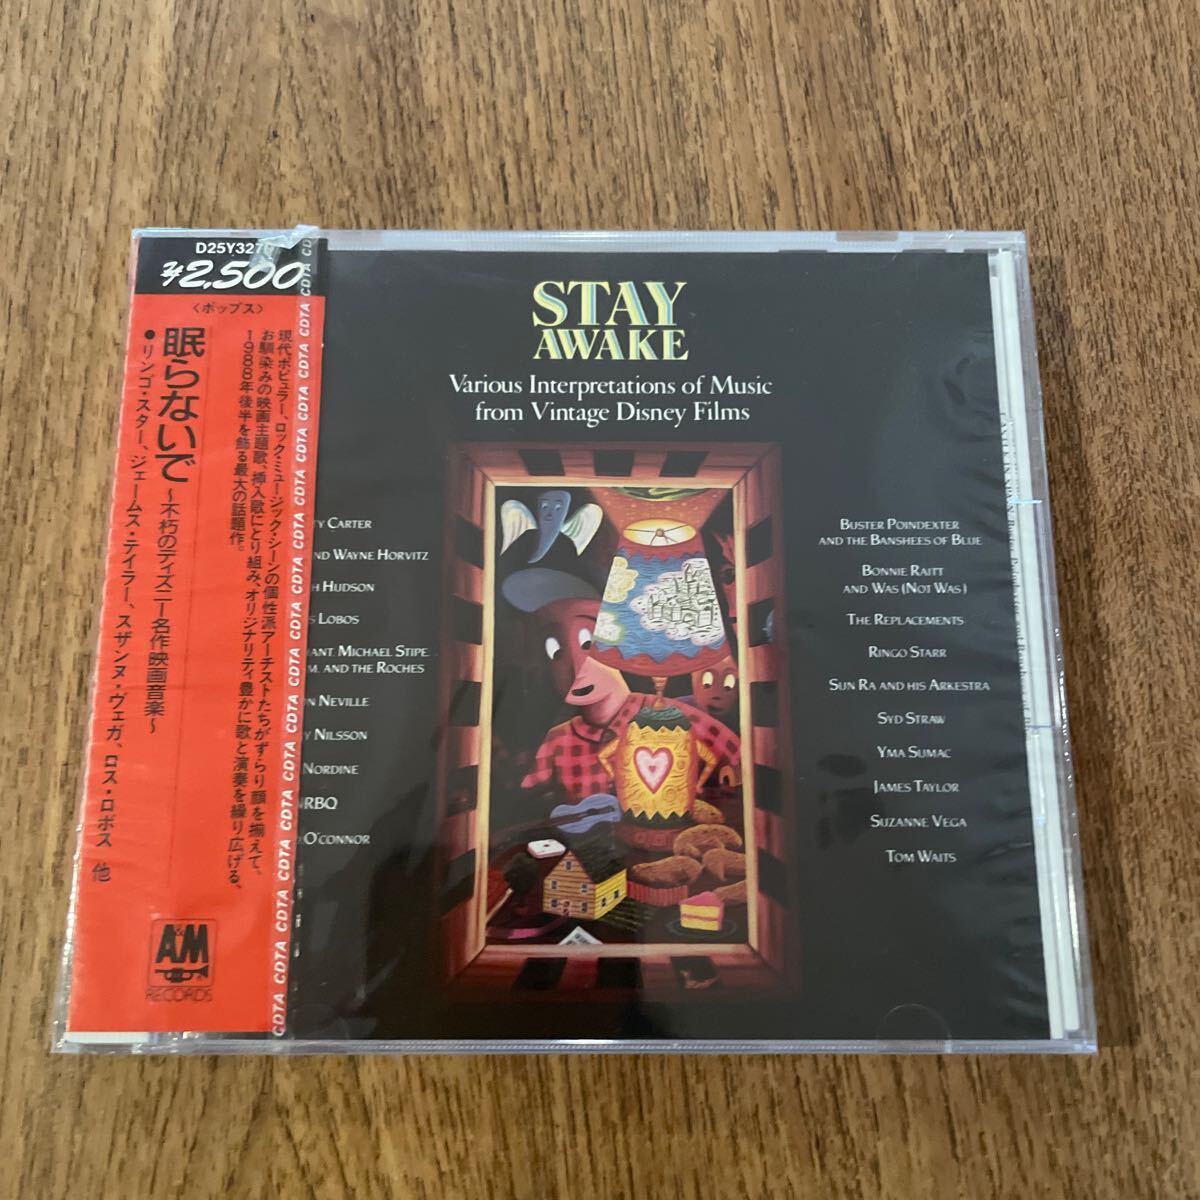 D25Y327
¥2,500
〈ポップス〉
眠らないで
〜不朽のディズニー名作映画音楽〜
●リンゴ・スター、ジェームス・テイラー、スザンヌ・ヴェガ、ロス・ロボス 他
現代ポピュラー、ロック・ミュージック・シーンの個性派アーチストたちがずらり顔を揃えて、
お馴染みの映画主題歌、挿入歌にとり組み、オリジナリティ豊かに歌と演奏を繰り広げる、
1988年後半を飾る最大の話題作。
A&M
RECORDS
CDTA CDTA CDTA CDTA CDTA CDTA CDTA CDTA CDTA CDTA CDTA CDTA CDTA CDTA CDTA CD
STAY
AWAKE
Various Interpretations of Music
from Vintage Disney Films
TY CARTER
ND WAYNE HORVITZ
H HUDSON
S LOBOS
HANT, MICHAEL STIPE,
M. AND THE ROCHES
N NEVILLE
Y NILSSON
NORDINE
NRBQ
O'CONNOR
BUSTER POINDEXTER
AND THE BANSHEES OF BLUE
BONNIE RAITT
AND WAS (NOT WAS)
THE REPLACEMENTS
RINGO STARR
SUN RA AND HIS ARKESTRA
SYD STRAW
YMA SUMAC
JAMES TAYLOR
SUZANNE VEGA
TOM WAITS